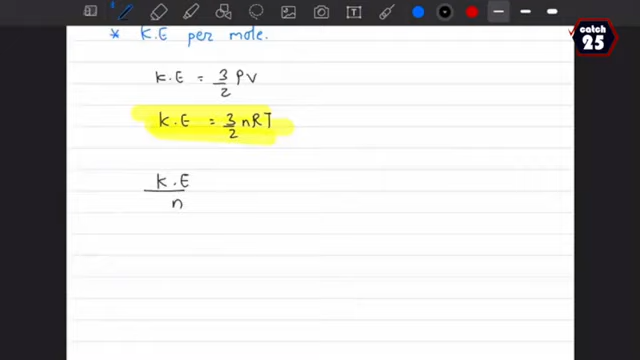 catch
25
* K.E per mole.
K.E = 3/2 PV
K.E = 3/2 nRT
K.E
n